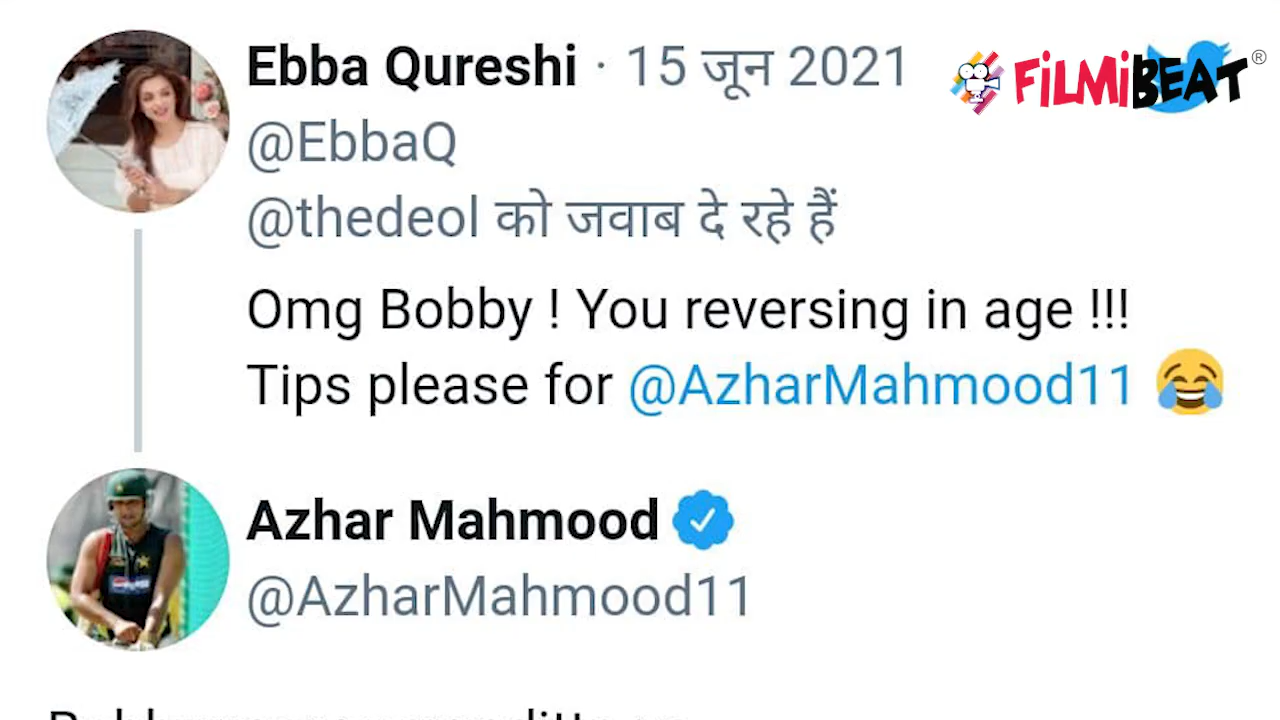 Ebba Qureshi · 15 जून 2021
FiLMiBEAT®
@EbbaQ
@thedeol को जवाब दे रहे हैं
Omg Bobby ! You reversing in age !!!
Tips please for @AzharMahmood11 😂
Azhar Mahmood
@AzharMahmood11